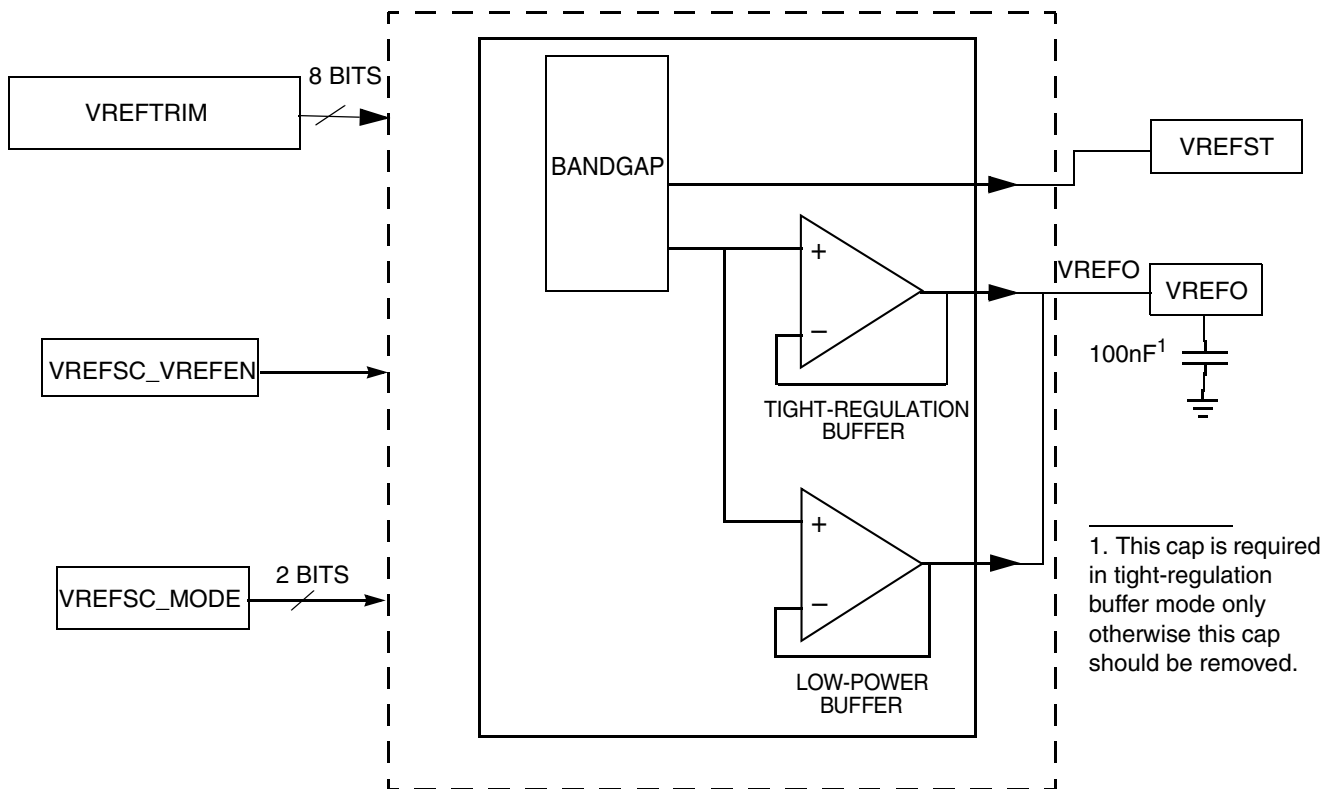 8 BITS
VREFTRIM
BANDGAP
VREFST
+
−
VREFO
VREFO
100nF1
TIGHT-REGULATION
BUFFER
VREFSC_VREFEN
+
−
LOW-POWER
BUFFER
2 BITS
VREFSC_MODE
1. This cap is required
in tight-regulation
buffer mode only
otherwise this cap
should be removed.